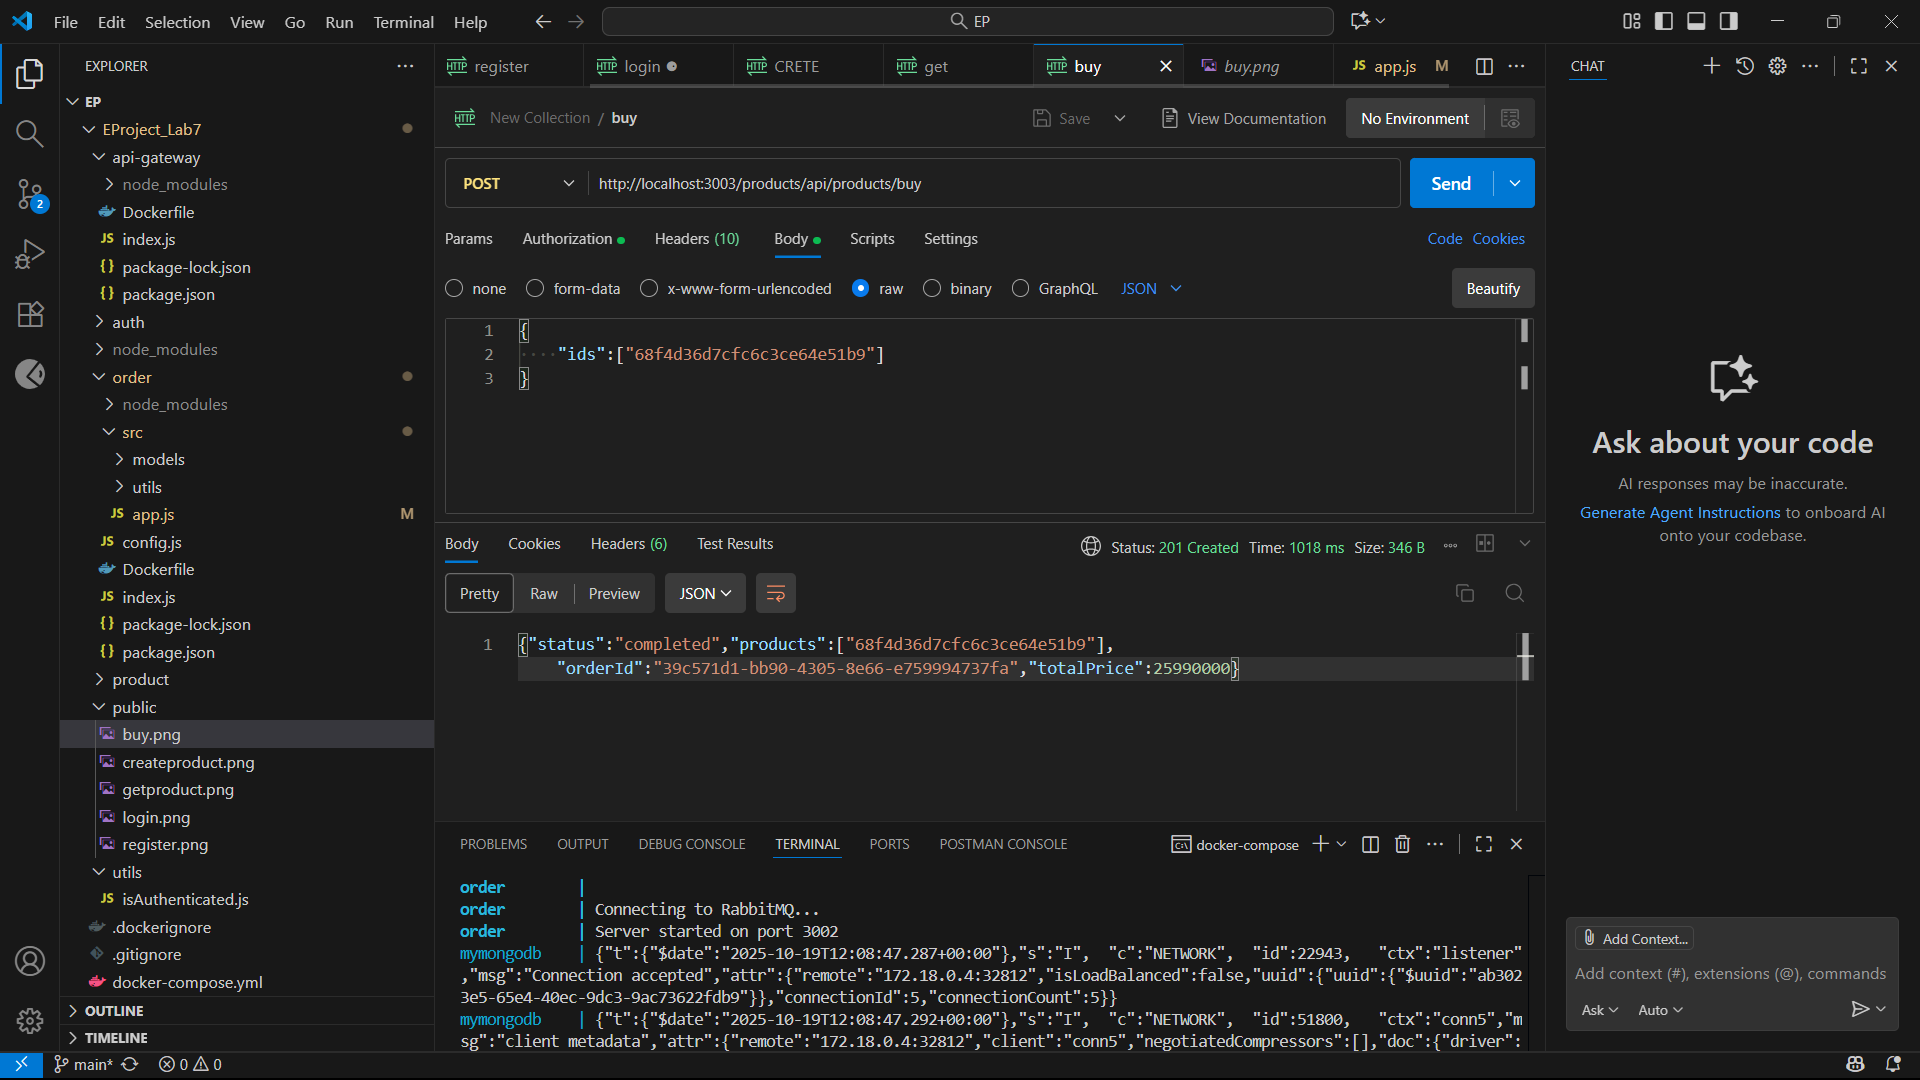 File Edit Selection View Go Run Terminal Help
EP
EXPLORER
EP
EProject_Lab7
api-gateway
node_modules
Dockerfile
JS index.js
{} package-lock.json
{} package.json
auth
node_modules
order
node_modules
src
models
utils
JS app.js M
JS config.js
Dockerfile
JS index.js
{} package-lock.json
{} package.json
product
public
buy.png
createproduct.png
getproduct.png
login.png
register.png
utils
JS isAuthenticated.js
.dockerignore
.gitignore
docker-compose.yml
OUTLINE
TIMELINE
2
HTTP register
HTTP login
HTTP CRETE
HTTP get
HTTP buy
buy.png
JS app.js M
HTTP New Collection / buy
Save
View Documentation
No Environment
POST
http://localhost:3003/products/api/products/buy
Send
Params Authorization Headers (10) Body Scripts Settings
Code Cookies
none form-data x-www-form-urlencoded raw binary GraphQL JSON
Beautify
1 {
2 ····"ids":["68f4d36d7cfc6c3ce64e51b9"]
3 }
Body Cookies Headers (6) Test Results
Status: 201 Created Time: 1018 ms Size: 346 B
Pretty Raw Preview JSON
1 {"status":"completed","products":["68f4d36d7cfc6c3ce64e51b9"],
"orderId":"39c571d1-bb90-4305-8e66-e759994737fa","totalPrice":25990000}
PROBLEMS OUTPUT DEBUG CONSOLE TERMINAL PORTS POSTMAN CONSOLE
docker-compose
order |
order | Connecting to RabbitMQ...
order | Server started on port 3002
mymongodb | {"t":{"$date":"2025-10-19T12:08:47.287+00:00"},"s":"I", "c":"NETWORK", "id":22943, "ctx":"listener"
,"msg":"Connection accepted","attr":{"remote":"172.18.0.4:32812","isLoadBalanced":false,"uuid":{"uuid":{"$uuid":"ab302
3e5-65e4-40ec-9dc3-9ac73622fdb9"}},"connectionId":5,"connectionCount":5}}
mymongodb | {"t":{"$date":"2025-10-19T12:08:47.292+00:00"},"s":"I", "c":"NETWORK", "id":51800, "ctx":"conn5","m
sg":"client metadata","attr":{"remote":"172.18.0.4:32812","client":"conn5","negotiatedCompressors":[],"doc":{"driver":
CHAT
Ask about your code
AI responses may be inaccurate.
Generate Agent Instructions to onboard AI
onto your codebase.
Add Context...
Add context (#), extensions (@), commands
Ask Auto
main* 0 0